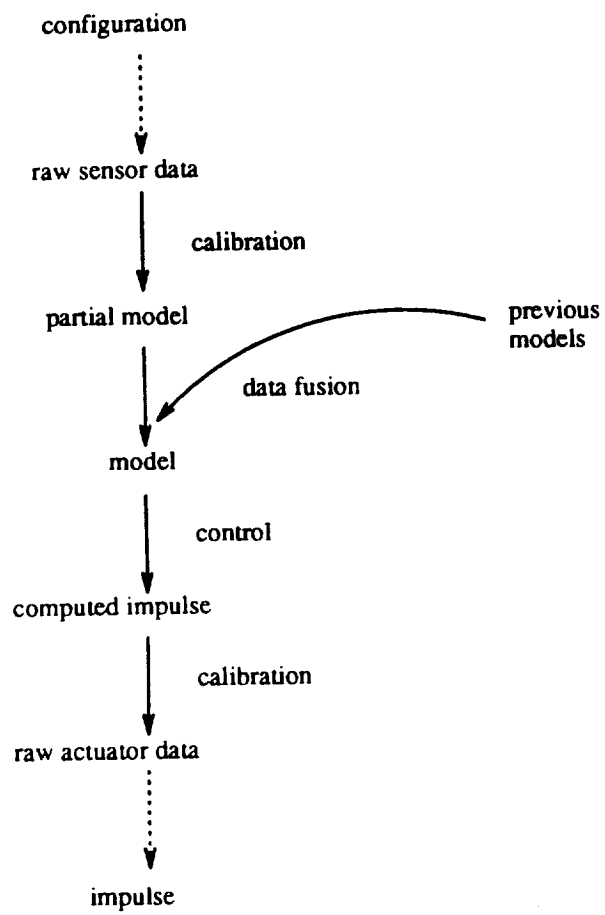 configuration
raw sensor data
calibration
partial model
previous
models
data fusion
model
control
computed impulse
calibration
raw actuator data
impulse